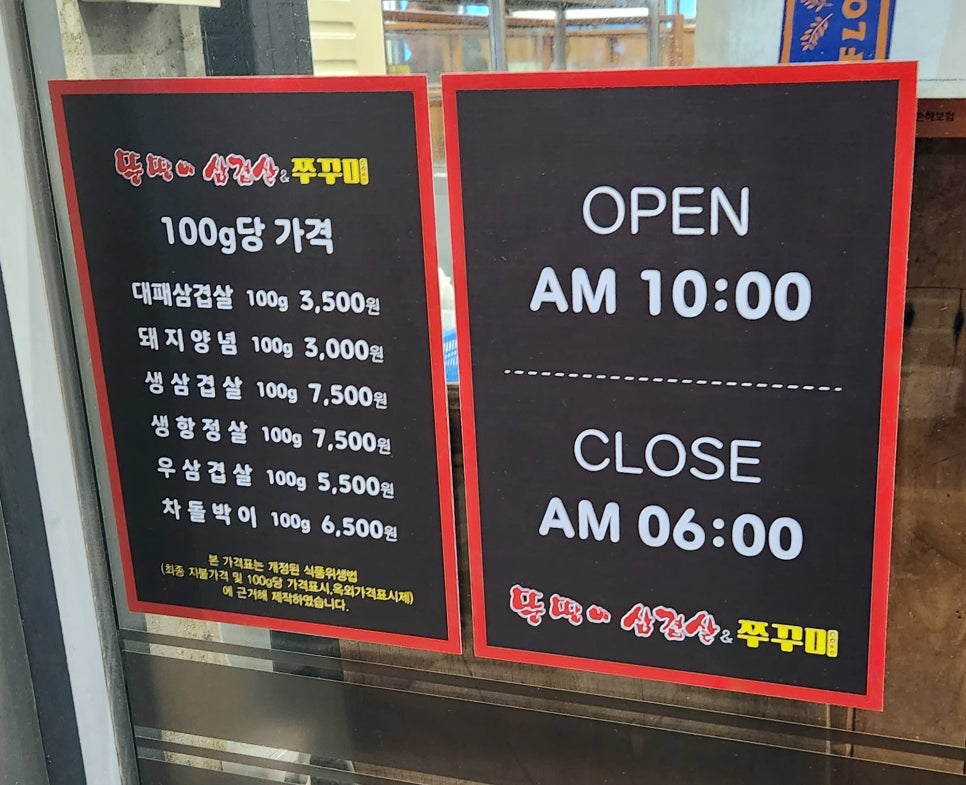 뚱땅이 삼겹살&쭈꾸미
100g당 가격
대패삼겹살 100g 3,500원
돼지양념 100g 3,000원
생삼겹살 100g 7,500원
생항정살 100g 7,500원
우삼겹살 100g 5,500원
차돌박이 100g 6,500원
본 가격표는 개정된 식품위생법
(최종 지불가격 및 100g당 가격표시,옥외가격표시제)
에 근거해 제작하였습니다.
OPEN
AM 10:00
CLOSE
AM 06:00
뚱땅이 삼겹살&쭈꾸미
손해보험